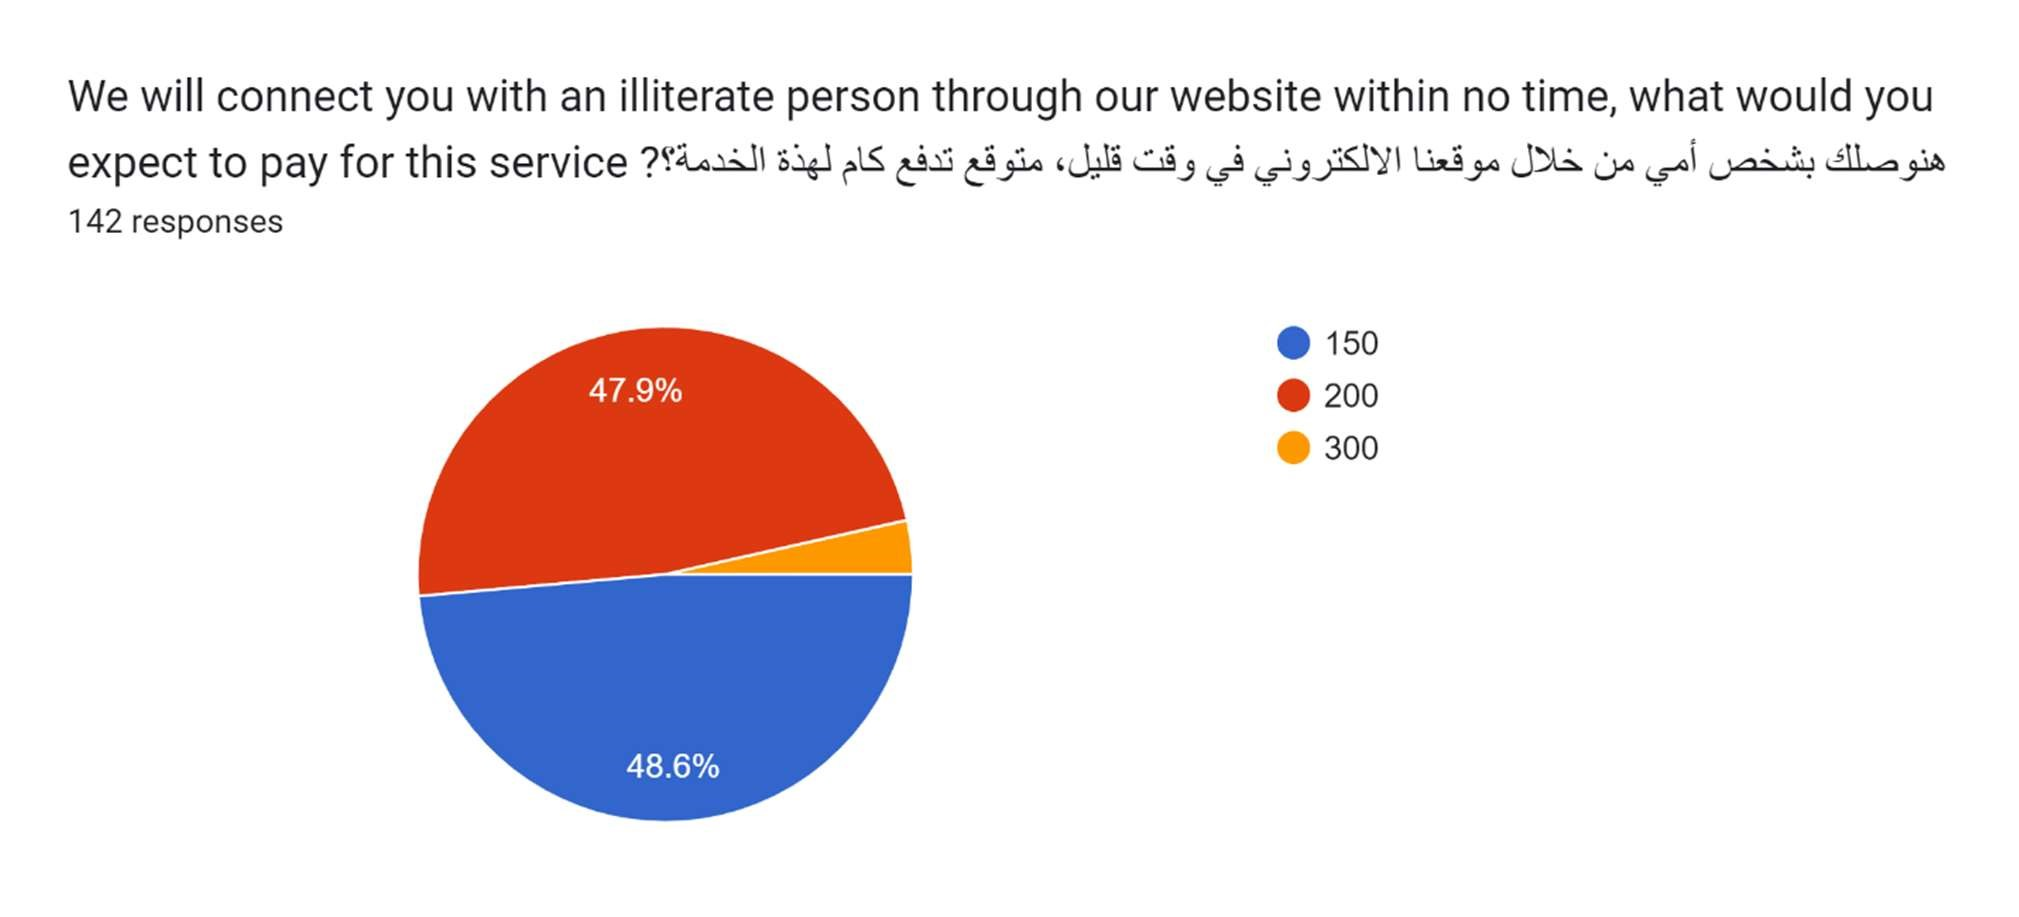 We will connect you with an illiterate person through our website within no time, what would you
expect to pay for this service ?هنوصلك بشخص أمي من خلال موقعنا الالكتروني في وقت قليل، متوقع تدفع كام لهذة الخدمة؟
142 responses
47.9%
48.6%
150
200
300